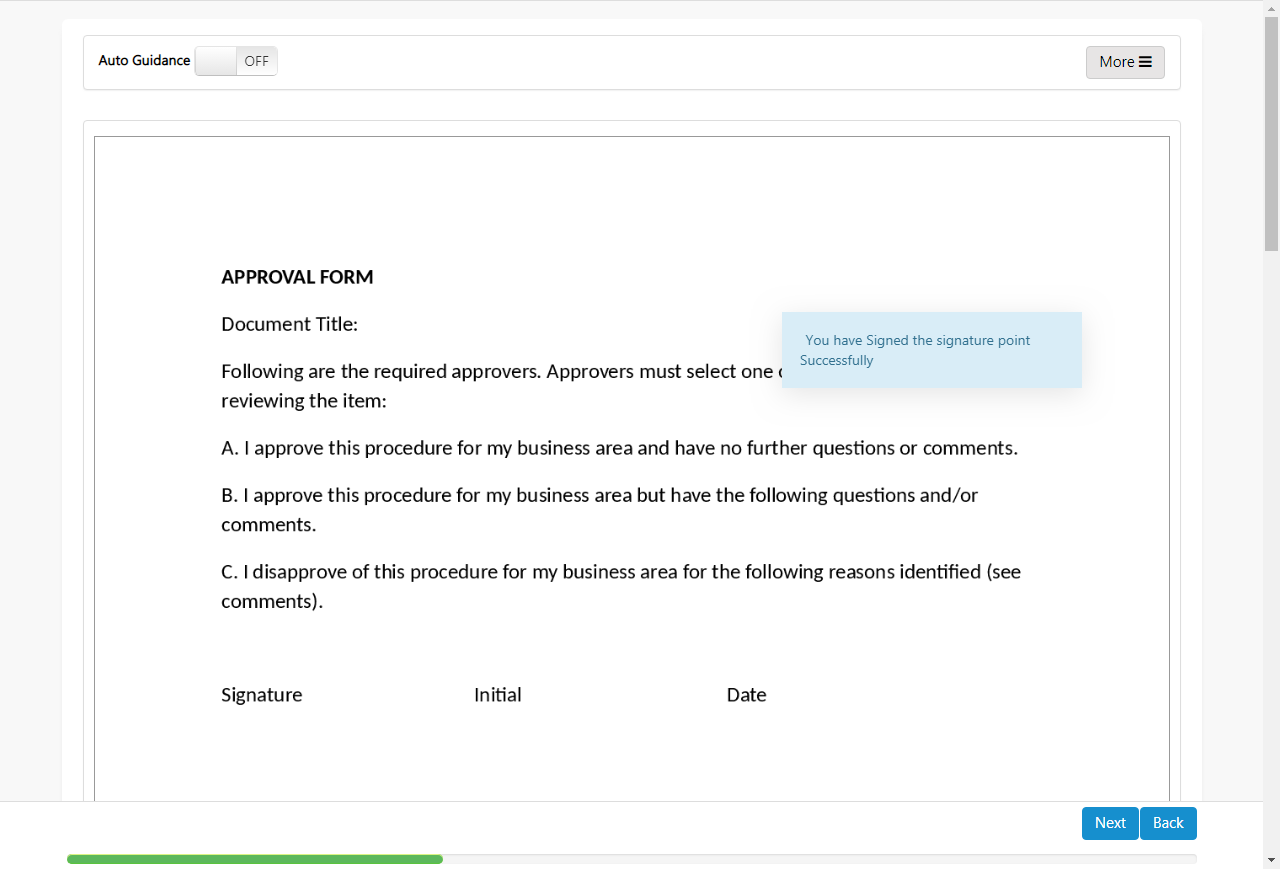 Auto Guidance OFF
More
APPROVAL FORM
Document Title:
You have Signed the signature point
Successfully
Following are the required approvers. Approvers must select one
reviewing the item:
A. I approve this procedure for my business area and have no further questions or comments.
B. I approve this procedure for my business area but have the following questions and/or
comments.
C. I disapprove of this procedure for my business area for the following reasons identified (see
comments).
Signature Initial Date
Next Back